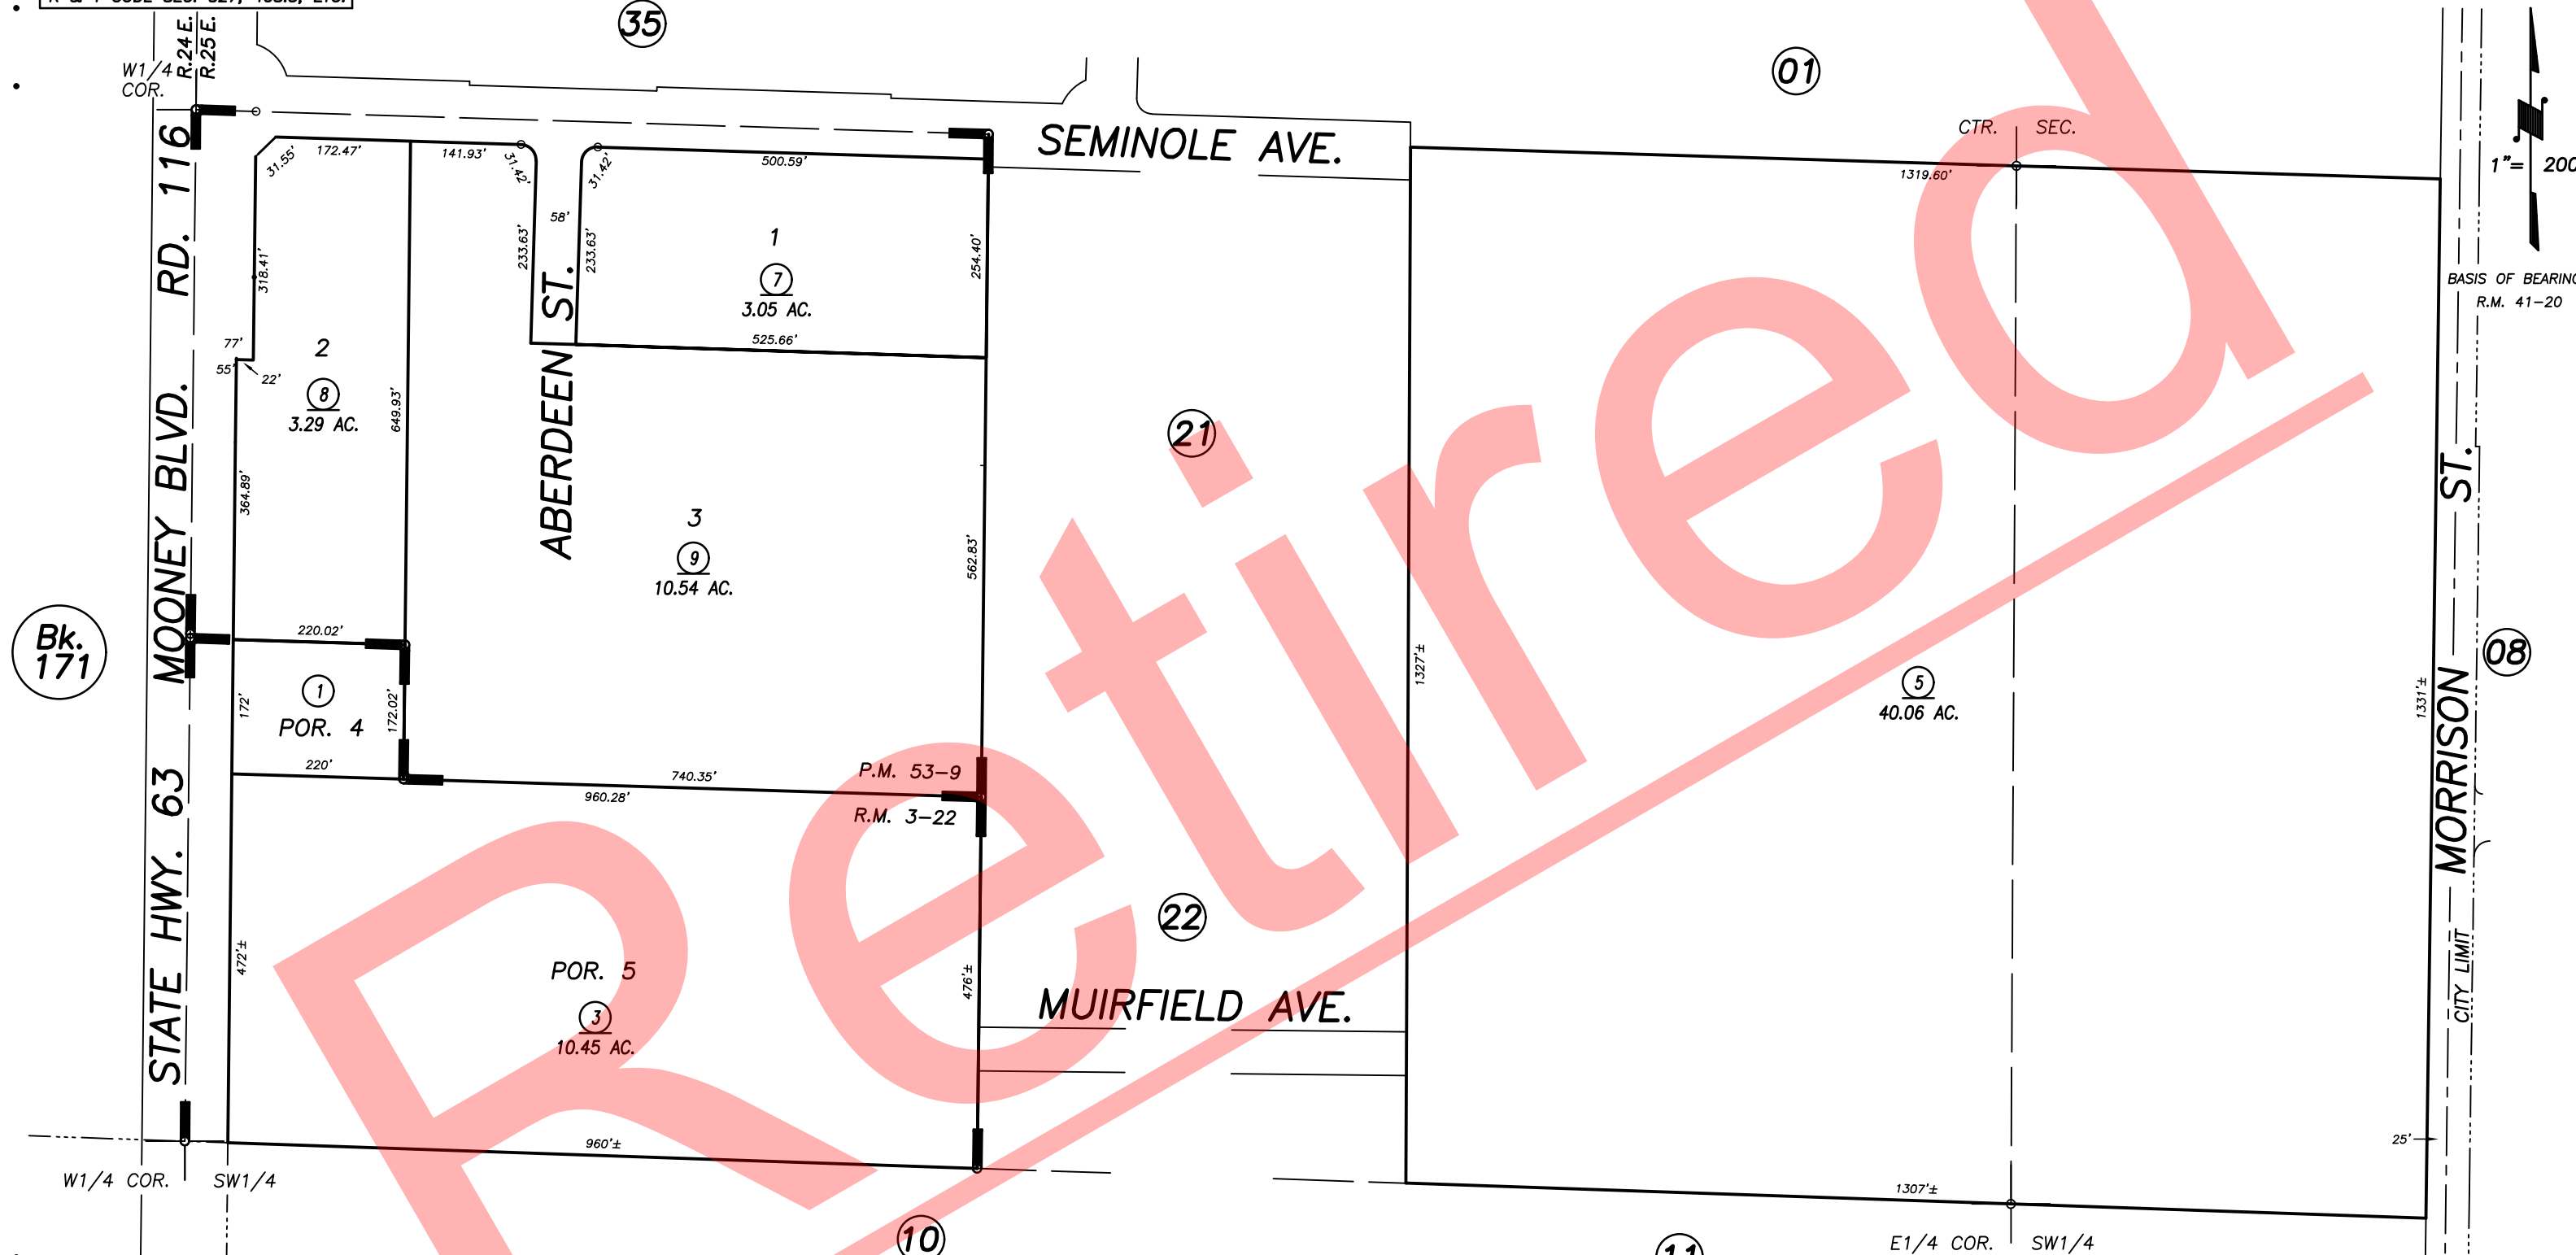 35
01
R.24 E.
R.25 E.
W1/4
COR.
CTR. SEC.
SEMINOLE AVE.
1"= 200
BASIS OF BEARING
R.M. 41-20
31.55'
172.47'
141.93'
31.42'
31.42'
500.59'
1319.60'
58'
318.41'
233.63'
233.63'
254.40'
1
7
3.05 AC.
525.66'
77'
55'
22'
2
8
3.29 AC.
649.93'
364.89'
ABERDEEN ST.
3
9
10.54 AC.
562.83'
21
STATE HWY. 63 MOONEY BLVD. RD. 116
Bk.
171
220.02'
1
POR. 4
172'
172.02'
220'
740.35'
960.28'
P.M. 53-9
R.M. 3-22
1327'±
5
40.06 AC.
1331'±
MORRISON ST.
08
22
472'±
POR. 5
3
10.45 AC.
476'±
MUIRFIELD AVE.
CITY LIMIT
25'
960'±
1307'±
W1/4 COR. SW1/4
10
11
E1/4 COR. SW1/4
Retired